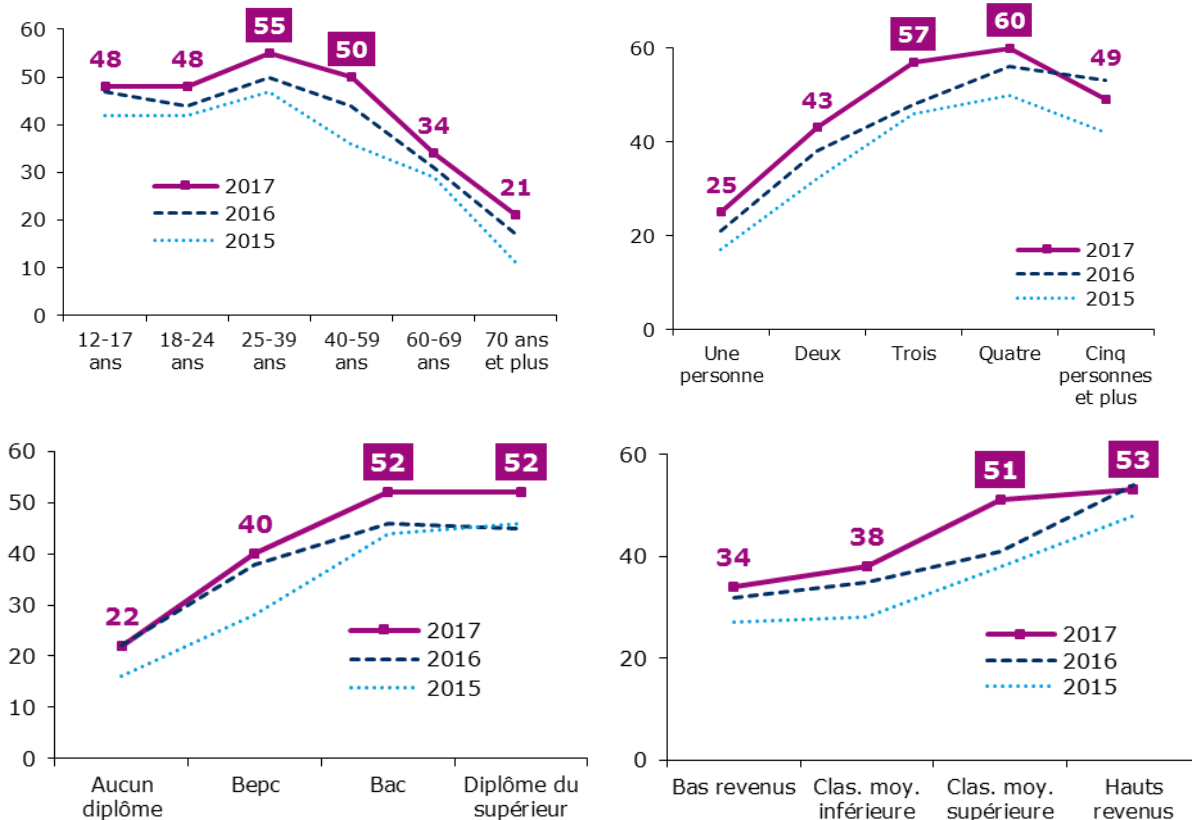 60
50
40
30
20
10
0
48
48
55
50
34
21
2017
2016
2015
12-17
ans
18-24
ans
25-39
ans
40-59
ans
60-69
ans
70 ans
et plus
60
40
20
0
25
43
57
60
49
2017
2016
2015
Une
personne
Deux
Trois
Quatre
Cinq
personnes
et plus
60
50
40
30
20
10
0
22
40
52
52
2017
2016
2015
Aucun
diplôme
Bepc
Bac
Diplôme du
supérieur
60
40
20
0
34
38
51
53
2017
2016
2015
Bas revenus
Clas. moy.
inférieure
Clas. moy.
supérieure
Hauts
revenus